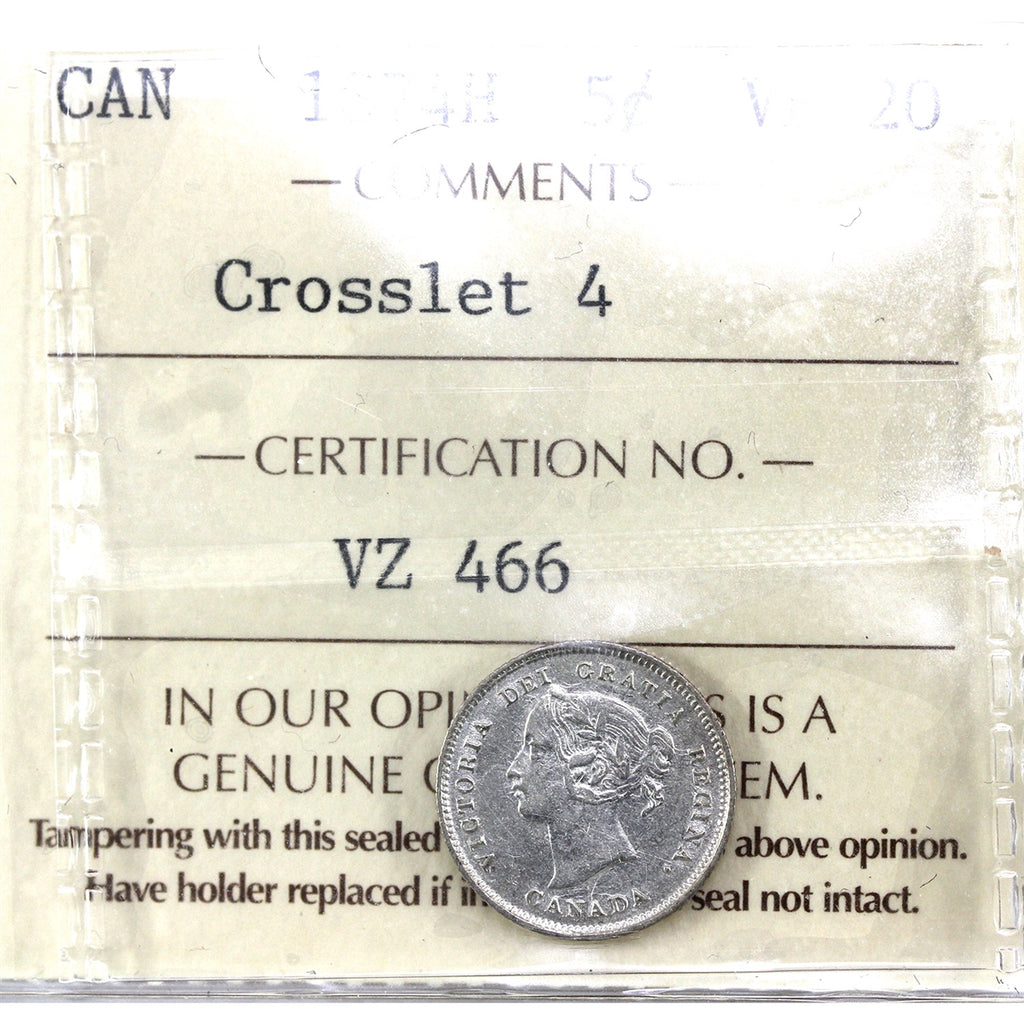 CAN 1874H 5¢ 20
— COMMENTS —
Crosslet 4
— CERTIFICATION NO. —
VZ 466
IN OUR OPI S IS A
GENUINE EM.
Tampering with this sealed above opinion.
Have holder replaced if in seal not intact.
VICTORIA DEI GRATIA REGINA.
CANADA